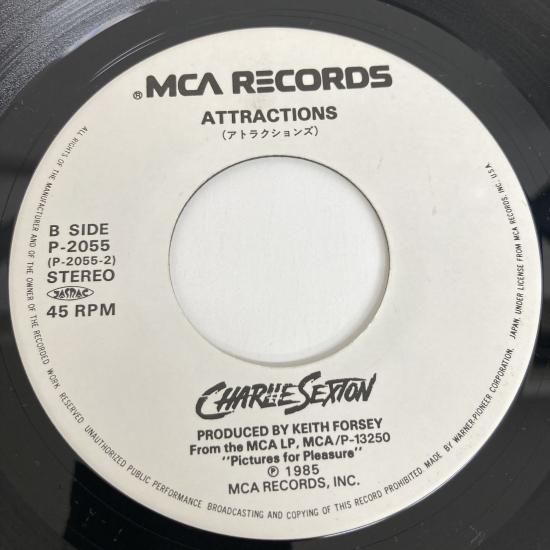 ® MCA RECORDS
ATTRACTIONS
(アトラクションズ)
B SIDE
P-2055
(P-2055-2)
STEREO
JASRAC
45 RPM
CHARLIE SEXTON
PRODUCED BY KEITH FORSEY
From the MCA LP, MCA/P-13250
"Pictures for Pleasure"
℗ 1985
MCA RECORDS, INC.
ALL RIGHTS OF THE MANUFACTURER AND OF THE OWNER OF THE RECORDED WORK RESERVED. UNAUTHORIZED PUBLIC PERFORMANCE BROADCASTING AND COPYING OF THIS RECORD PROHIBITED. MADE BY WARNER-PIONEER CORPORATION, JAPAN, UNDER LICENSE FROM MCA RECORDS, INC. U.S.A.